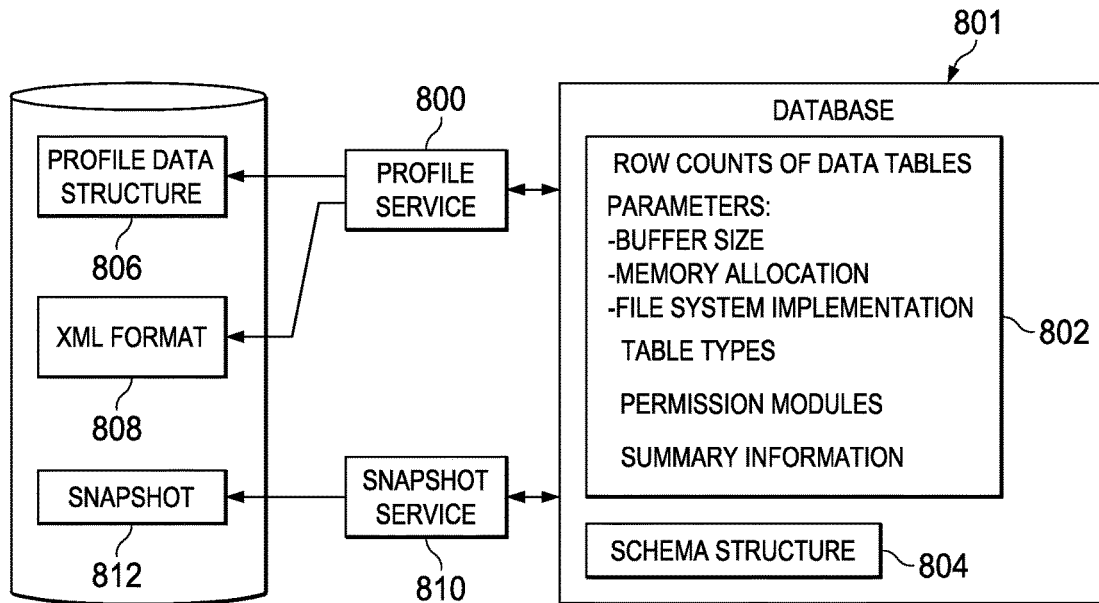 801
DATABASE
800
PROFILE DATA
STRUCTURE
806
PROFILE
SERVICE
ROW COUNTS OF DATA TABLES
PARAMETERS:
-BUFFER SIZE
-MEMORY ALLOCATION
-FILE SYSTEM IMPLEMENTATION
TABLE TYPES
PERMISSION MODULES
SUMMARY INFORMATION
802
XML FORMAT
808
SNAPSHOT
812
SNAPSHOT
SERVICE
810
SCHEMA STRUCTURE
804